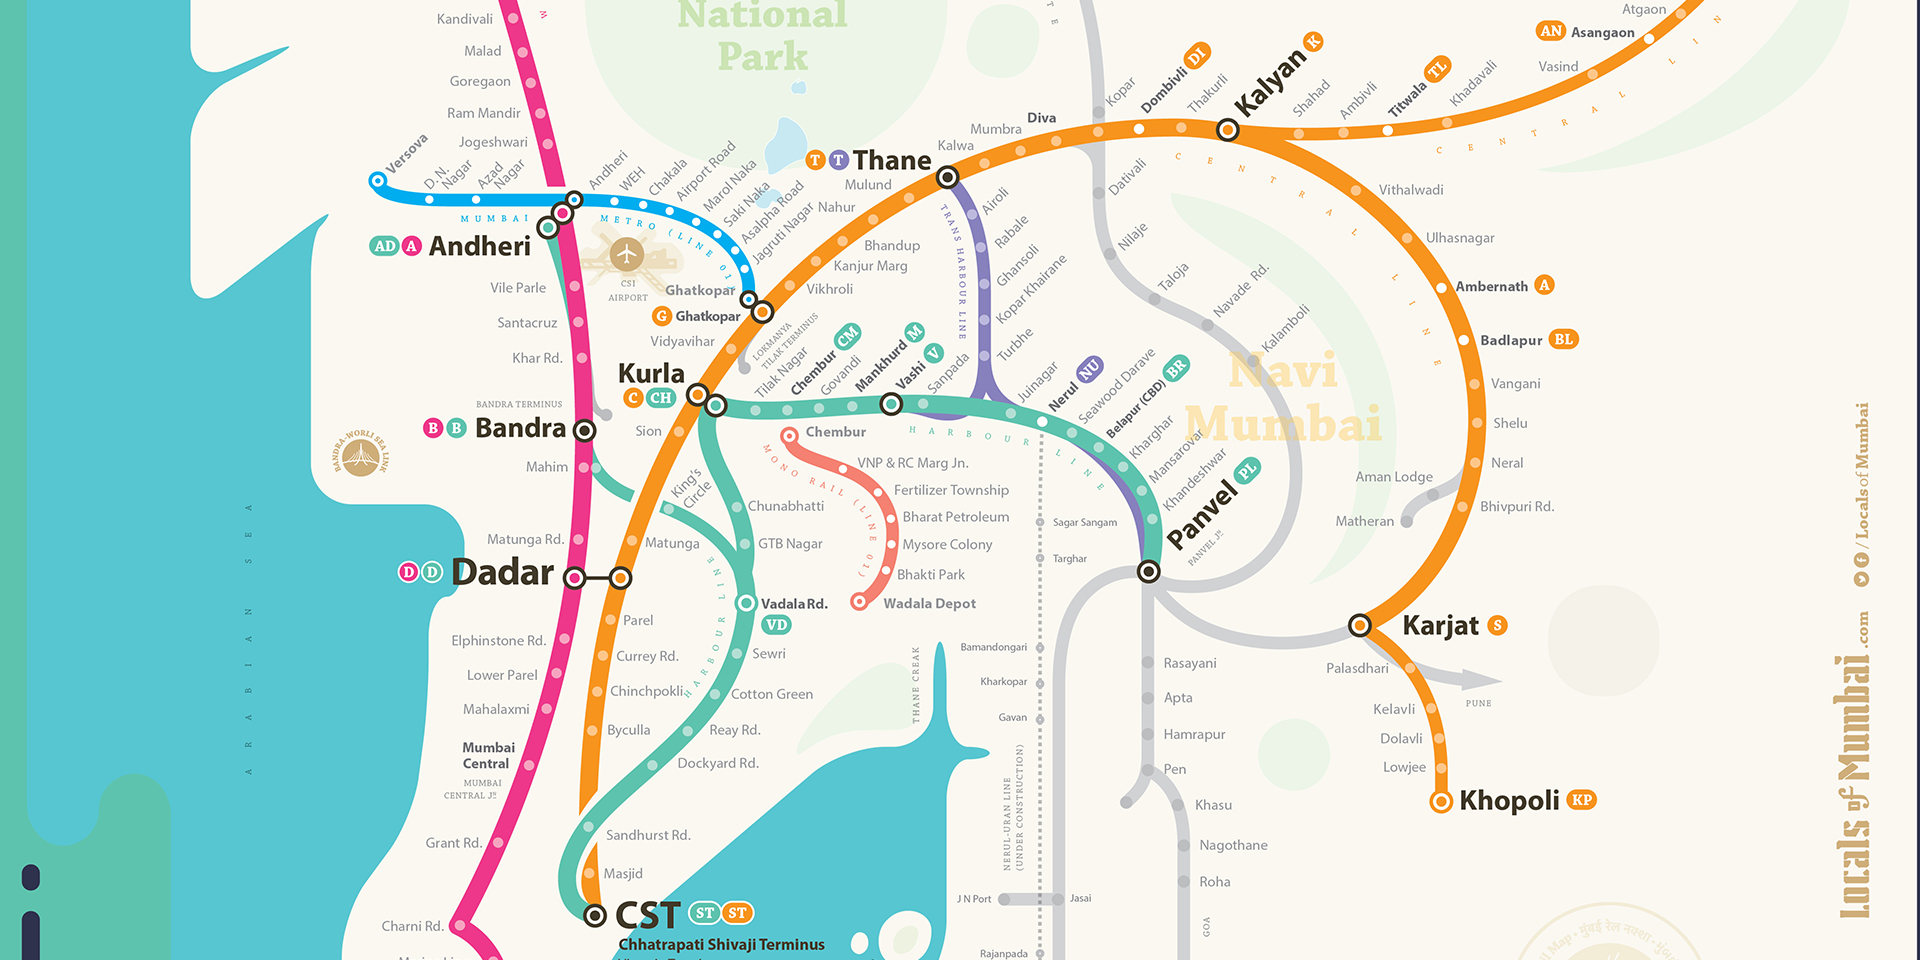 National
Park
Kandivali
Malad
Goregaon
Ram Mandir
Jogeshwari
Versova
D.N.
Nagar
Azad
Nagar
Andheri
WEH
Chakala
Airport Road
Marol Naka
Saki Naka
Asalpha Road
Jagruti Nagar
MUMBAI METRO (LINE 01)
AD A Andheri
CSI
AIRPORT
Vile Parle
Santacruz
Khar Rd.
BANDRA TERMINUS
B B Bandra
BANDRA-WORLI SEA LINK
Mahim
Matunga Rd.
D D Dadar
Elphinstone Rd.
Lower Parel
Mahalaxmi
Mumbai
Central
MUMBAI
CENTRAL Jn
Grant Rd.
Charni Rd.
ARABIAN SEA
T T Thane
Mulund
Nahur
Bhandup
Kanjur Marg
Vikhroli
Ghatkopar
G Ghatkopar
Vidyavihar
LOKMANYA
TILAK TERMINUS
Kurla
C CH
Sion
King's
Circle
Matunga
Parel
Currey Rd.
Chinchpokli
Byculla
Sandhurst Rd.
Masjid
CST ST ST
Chhatrapati Shivaji Terminus
Tilak Nagar
Chembur CM
Govandi
Mankhurd M
Vashi V
Sanpada
Juinagar
Nerul NU
Seawood Darave
Belapur (CBD) BR
Kharghar
Mansarovar
Khandeshwar
Panvel PL
PANVEL Jn
HARBOUR LINE
Chembur
VNP & RC Marg Jn.
Fertilizer Township
Bharat Petroleum
Mysore Colony
Bhakti Park
Wadala Depot
MONO RAIL (LINE 01)
Chunabhatti
GTB Nagar
Vadala Rd.
VD
Sewri
Cotton Green
Reay Rd.
Dockyard Rd.
HARBOUR LINE
THANE CREAK
Airoli
Rabale
Ghansoli
Kopar Khairane
Turbhe
TRANS HARBOUR LINE
Kalwa
Mumbra
Diva
Kopar
Dombivli DI
Thakurli
Kalyan K
Shahad
Ambivli
Titwala TL
Khadavali
Vasind
AN Asangaon
Atgaon
CENTRAL LIN
CENTRAL LINE
Dativali
Nilaje
Taloja
Navade Rd.
Kalamboli
Navi
Mumbai
Vithalwadi
Ulhasnagar
Ambernath A
Badlapur BL
Vangani
Shelu
Neral
Aman Lodge
Matheran
Bhivpuri Rd.
Karjat S
Palasdhari
PUNE
Kelavli
Dolavli
Lowjee
Khopoli KP
Sagar Sangam
Targhar
Bamandongari
Kharkopar
Gavan
NERUL-URAN LINE
(UNDER CONSTRUCTION)
J N Port
Jasai
Rajanpada
Rasayani
Apta
Hamrapur
Pen
Khasu
Nagothane
Roha
GOA
/ Locals of Mumbai
Locals of Mumbai .com
Map • मुंबई रेल नक्शा •